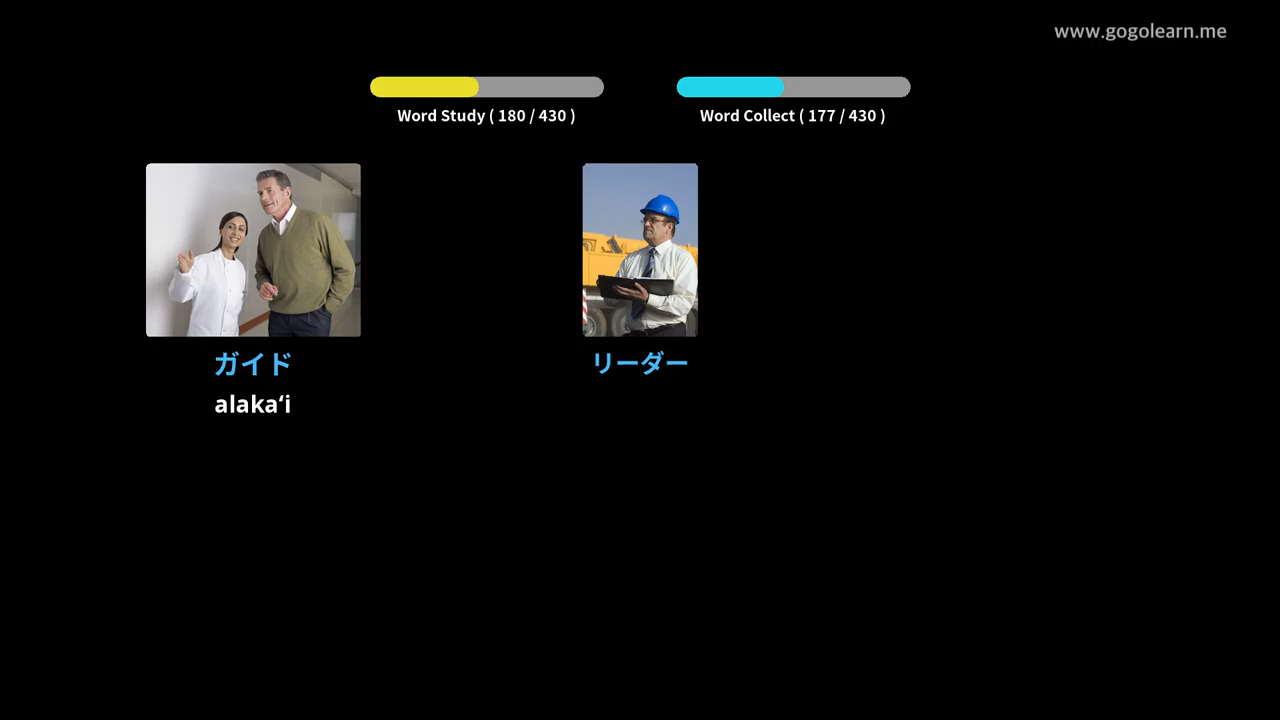 www.gogolearn.me
Word Study ( 180 / 430 )
Word Collect ( 177 / 430 )
ガイド
リーダー
alakaʻi